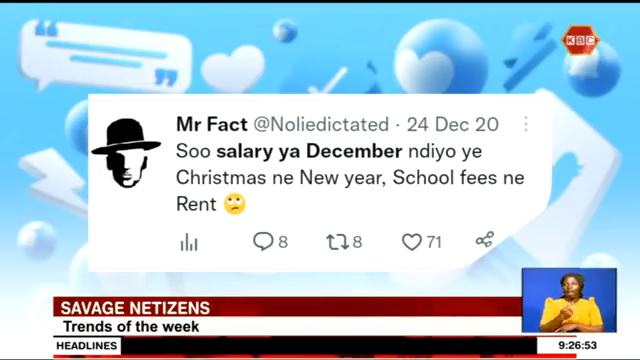 KBC
Mr Fact @Noliedictated · 24 Dec 20
Soo salary ya December ndiyo ye
Christmas ne New year, School fees ne
Rent 🙄
8
8
71
SAVAGE NETIZENS
Trends of the week
HEADLINES
9:26:53